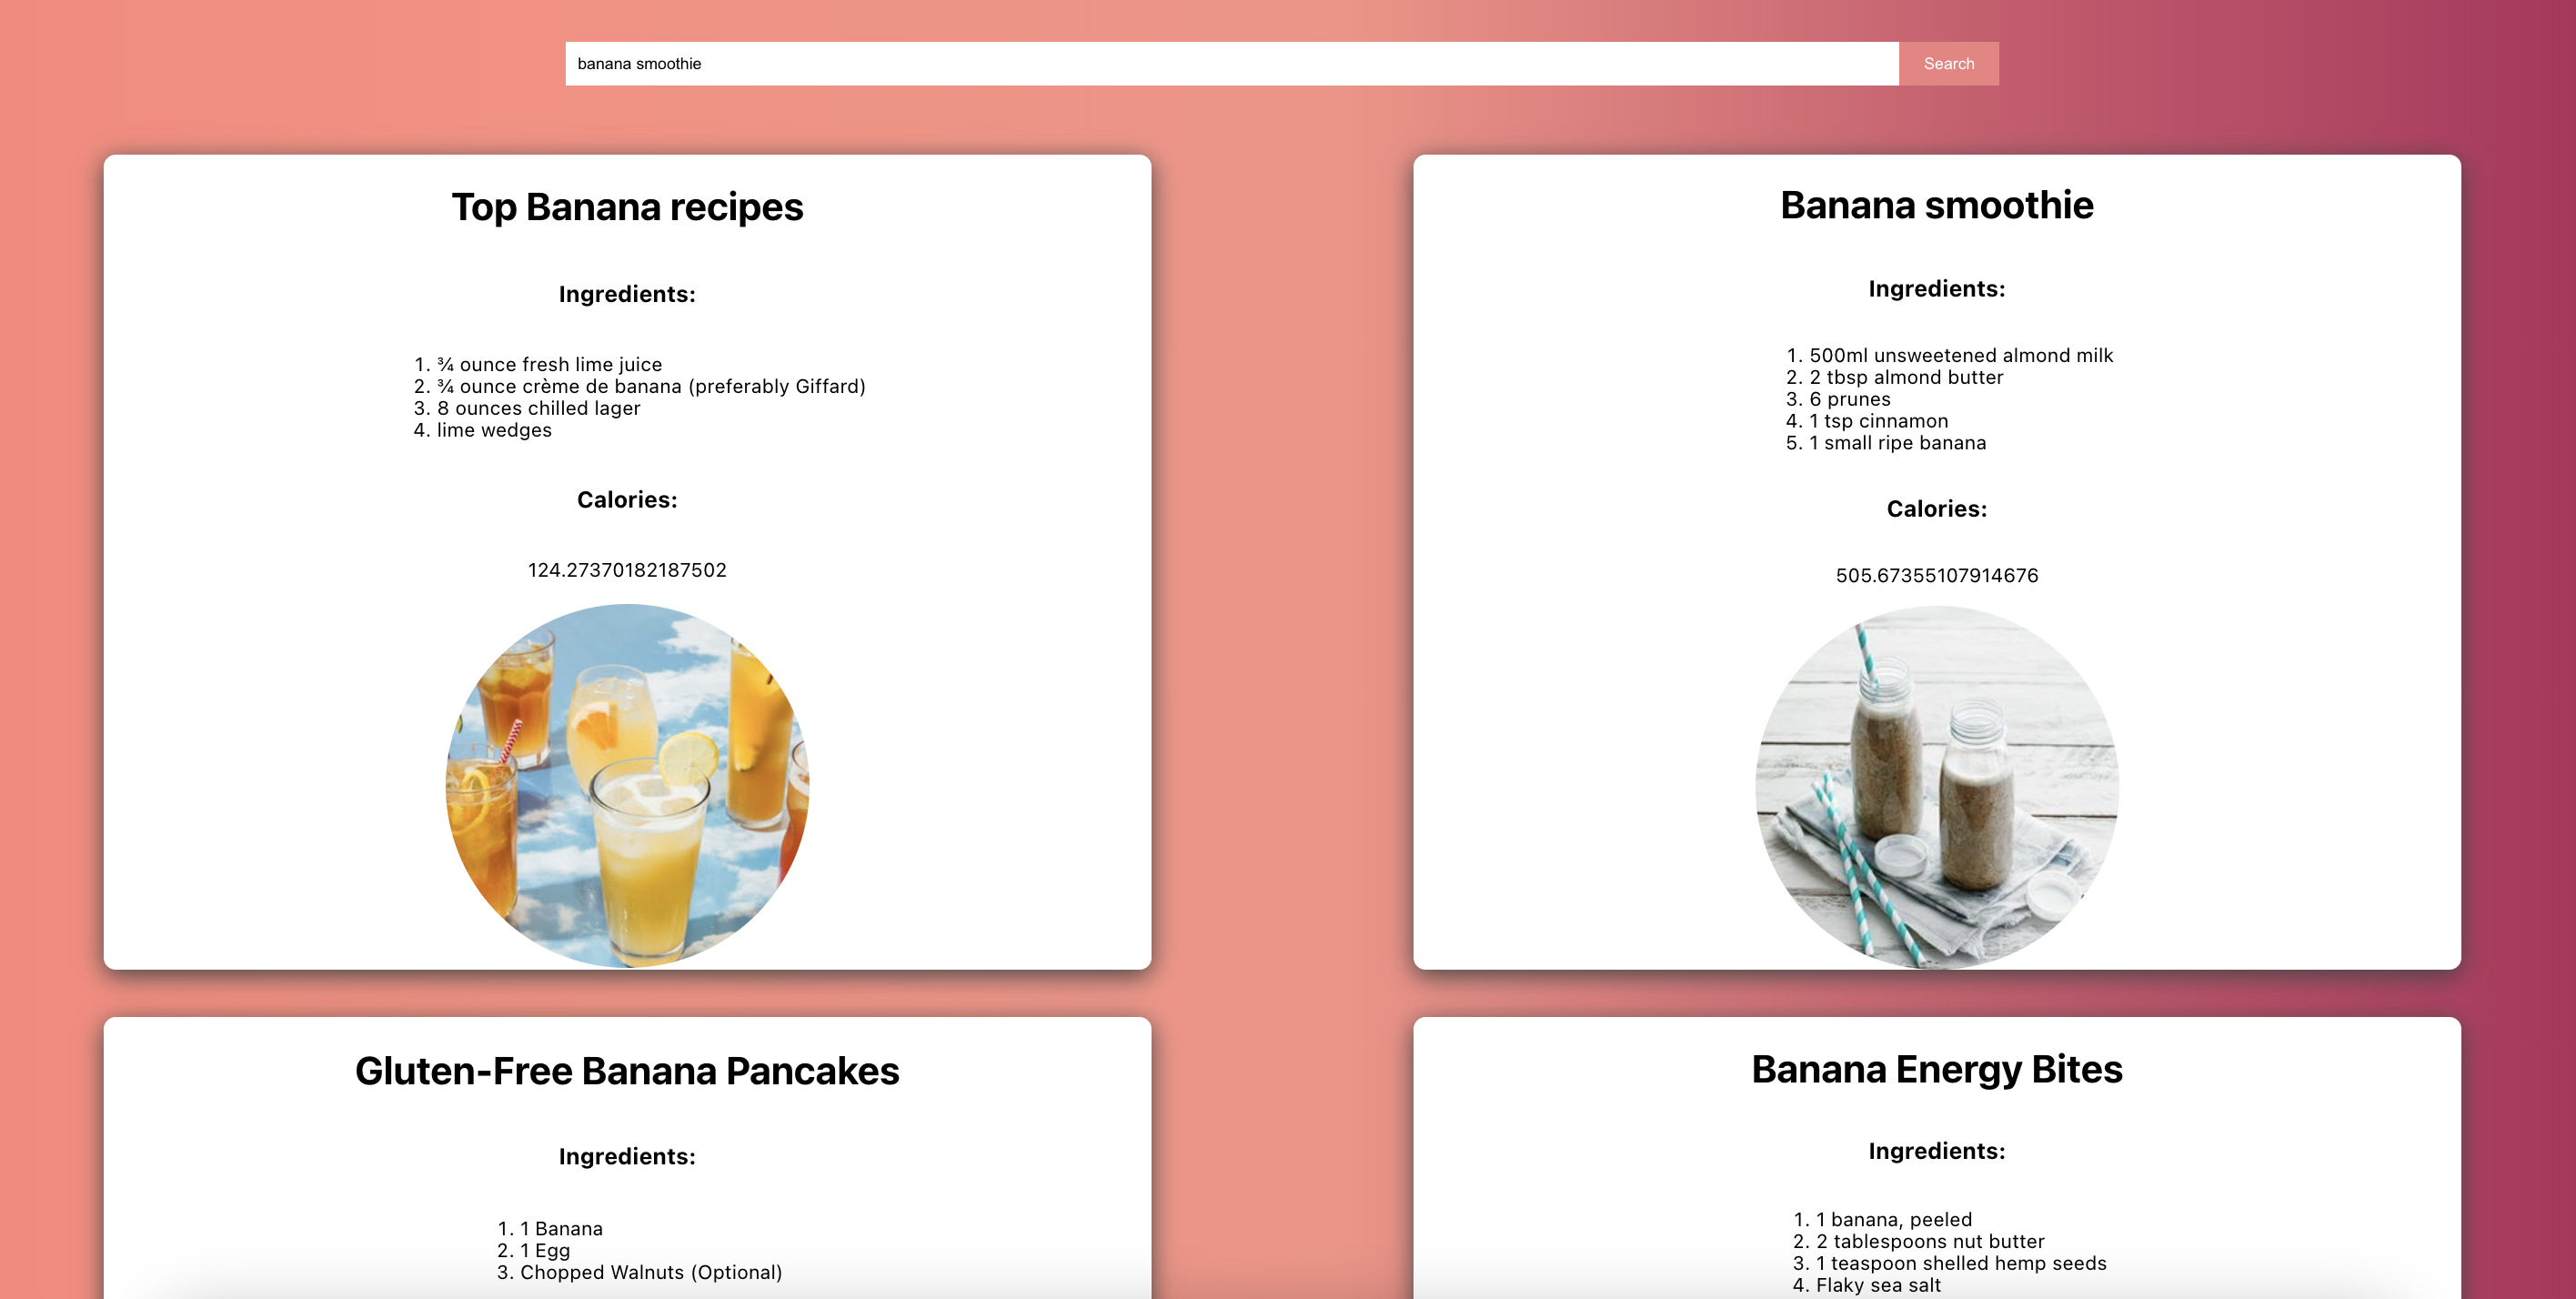 banana smoothie
Search
Top Banana recipes
Ingredients:
1. ¾ ounce fresh lime juice
2. ¾ ounce crème de banana (preferably Giffard)
3. 8 ounces chilled lager
4. lime wedges
Calories:
124.27370182187502
Banana smoothie
Ingredients:
1. 500ml unsweetened almond milk
2. 2 tbsp almond butter
3. 6 prunes
4. 1 tsp cinnamon
5. 1 small ripe banana
Calories:
505.67355107914676
Gluten-Free Banana Pancakes
Ingredients:
1. 1 Banana
2. 1 Egg
3. Chopped Walnuts (Optional)
Banana Energy Bites
Ingredients:
1. 1 banana, peeled
2. 2 tablespoons nut butter
3. 1 teaspoon shelled hemp seeds
4. Flaky sea salt